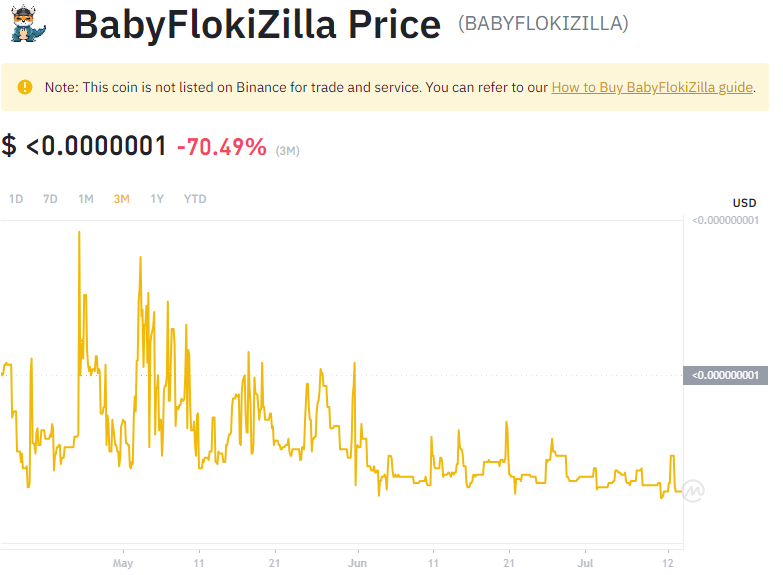 BabyFlokiZilla Price (BABYFLOKIZILLA)
Note: This coin is not listed on Binance for trade and service. You can refer to our How to Buy BabyFlokiZilla guide.
$ <0.0000001 -70.49% (3M)
1D 7D 1M 3M 1Y YTD
USD
<0.000000001
<0.000000001
May 11 21 Jun 11 21 Jul 12